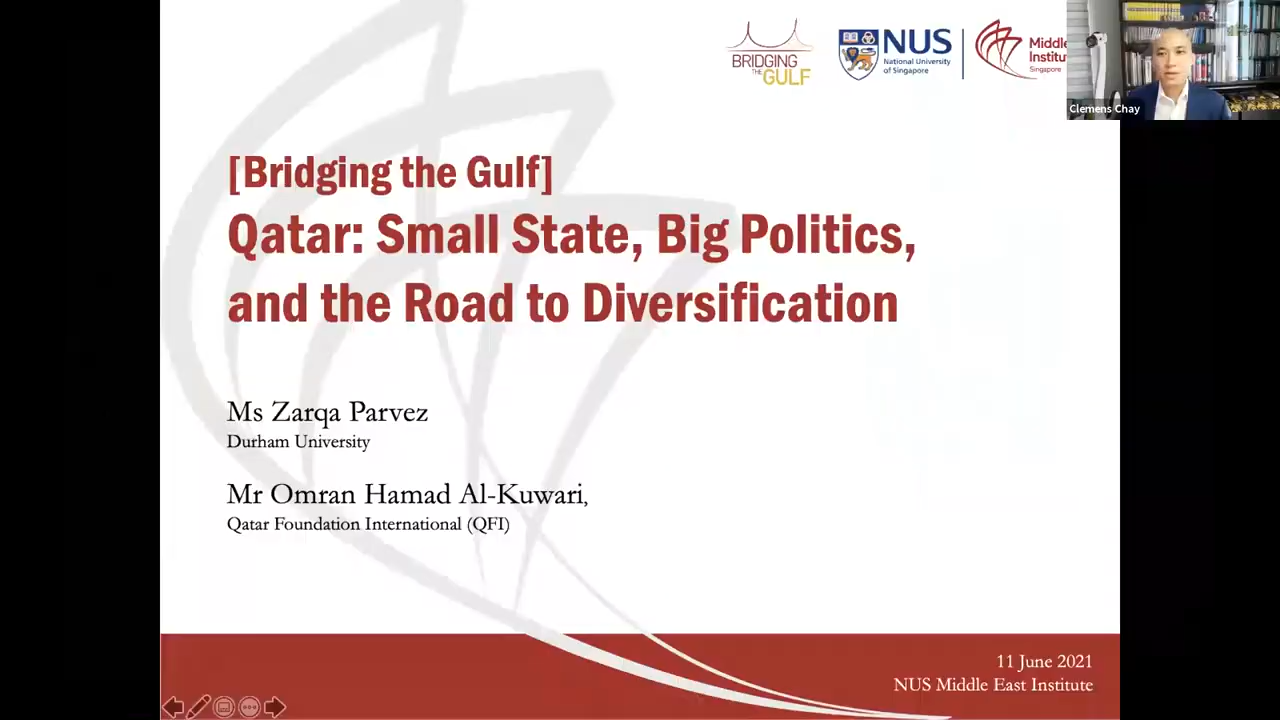 BRIDGING
THE GULF
NUS
National University
of Singapore
Middle
Institu
Singapore
Clemens Chay
[Bridging the Gulf]
Qatar: Small State, Big Politics,
and the Road to Diversification
Ms Zarqa Parvez
Durham University
Mr Omran Hamad Al-Kuwari,
Qatar Foundation International (QFI)
11 June 2021
NUS Middle East Institute